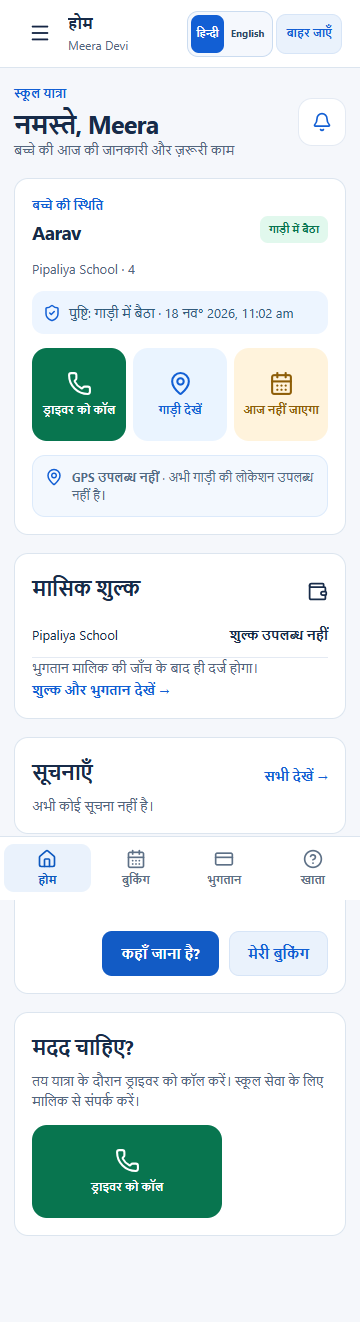 होम
Meera Devi
हिन्दी
English
बाहर जाएँ
स्कूल यात्रा
नमस्ते, Meera
बच्चे की आज की जानकारी और ज़रूरी काम
बच्चे की स्थिति
Aarav
गाड़ी में बैठा
Pipaliya School · 4
पुष्टि: गाड़ी में बैठा · 18 नव॰ 2026, 11:02 am
ड्राइवर को कॉल
गाड़ी देखें
आज नहीं जाएगा
GPS उपलब्ध नहीं · अभी गाड़ी की लोकेशन उपलब्ध
नहीं है।
मासिक शुल्क
Pipaliya School
शुल्क उपलब्ध नहीं
भुगतान मालिक की जाँच के बाद ही दर्ज होगा।
शुल्क और भुगतान देखें →
सूचनाएँ
सभी देखें →
अभी कोई सूचना नहीं है।
होम
बुकिंग
भुगतान
खाता
कहाँ जाना है?
मेरी बुकिंग
मदद चाहिए?
तय यात्रा के दौरान ड्राइवर को कॉल करें। स्कूल सेवा के लिए
मालिक से संपर्क करें।
ड्राइवर को कॉल